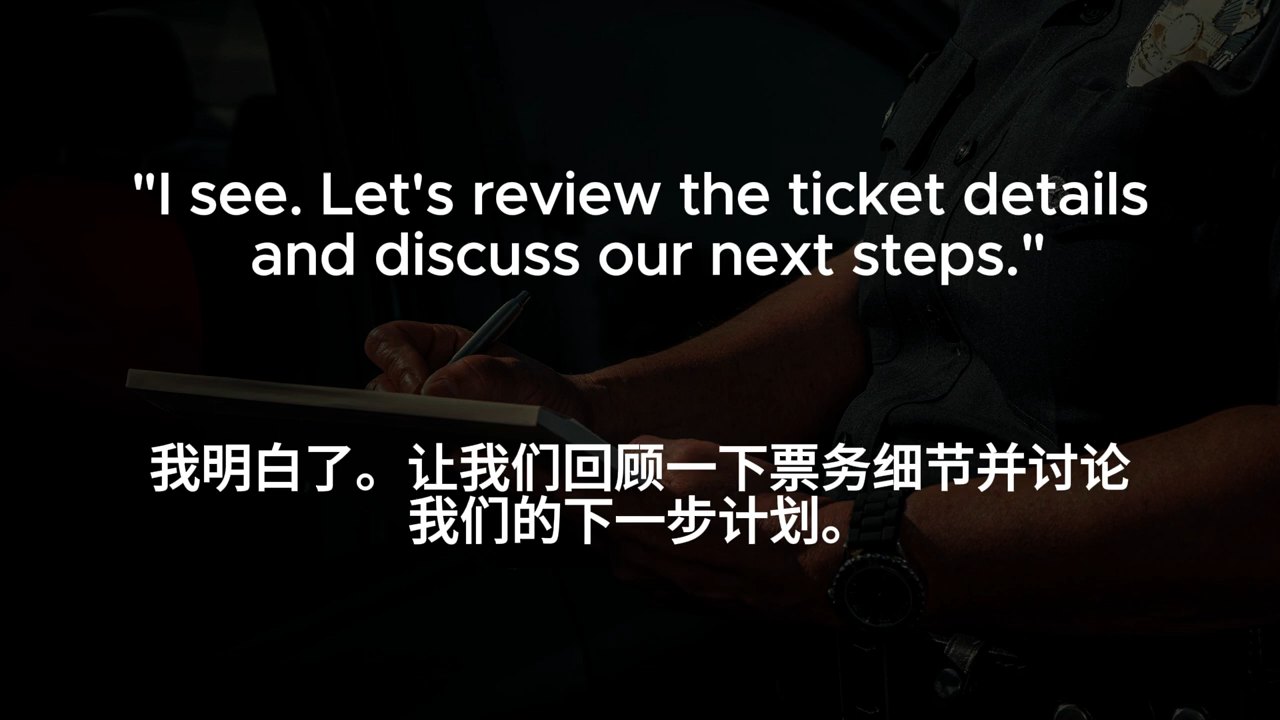 "I see. Let's review the ticket details
and discuss our next steps."
我明白了。让我们回顾一下票务细节并讨论
我们的下一步计划。